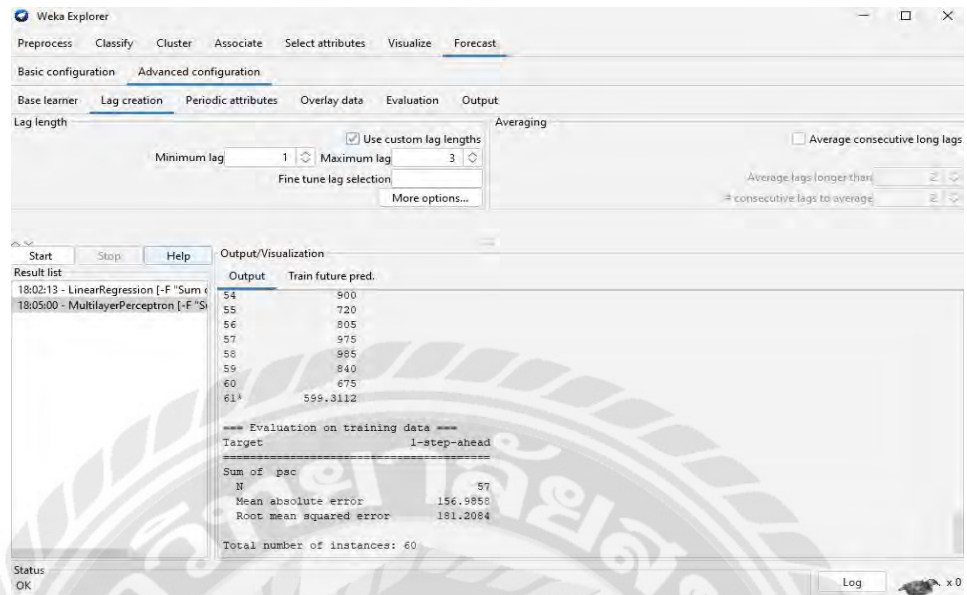 Weka Explorer
Preprocess Classify Cluster Associate Select attributes Visualize Forecast
Basic configuration Advanced configuration
Base learner Lag creation Periodic attributes Overlay data Evaluation Output
Lag length
Use custom lag lengths
Minimum lag 1 Maximum lag 3
Fine tune lag selection
More options...
Averaging
Average consecutive long lags
Average lags longer than 2
# consecutive lags to average 2
Start Stop Help
Result list
18:02:13 - LinearRegression [-F "Sum
18:05:00 - MultilayerPerceptron [-F "S
Output/Visualization
Output Train future pred.
54 900
55 720
56 805
57 975
58 985
59 840
60 675
61* 599.3112
=== Evaluation on training data ===
Target 1-step-ahead
========================================
Sum of psc
N 57
Mean absolute error 156.9858
Root mean squared error 181.2084
Total number of instances: 60
Status
OK
Log x 0